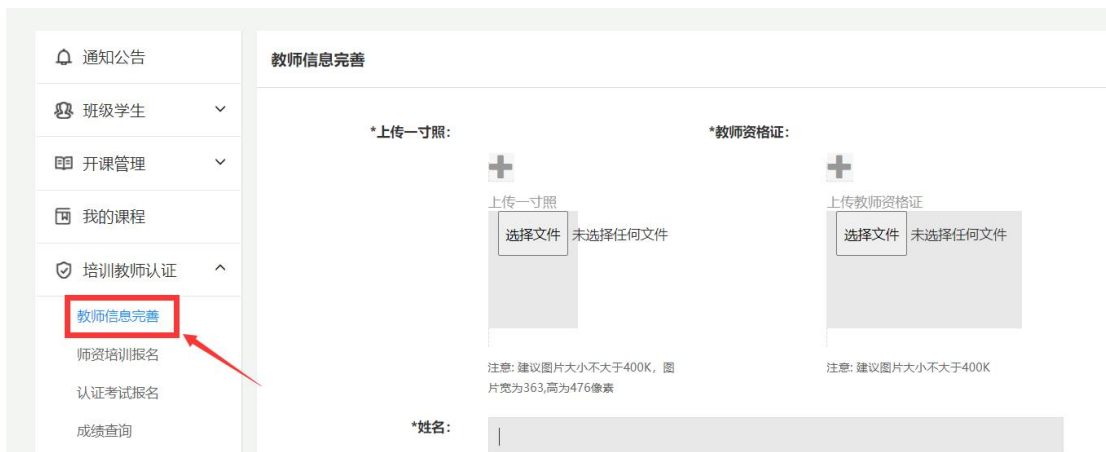 通知公告
班级学生
开课管理
我的课程
培训教师认证
教师信息完善
师资培训报名
认证考试报名
成绩查询
教师信息完善
*上传一寸照:
上传一寸照
选择文件 未选择任何文件
注意: 建议图片大小不大于400K，图
片宽为363,高为476像素
*教师资格证:
上传教师资格证
选择文件 未选择任何文件
注意: 建议图片大小不大于400K
*姓名: